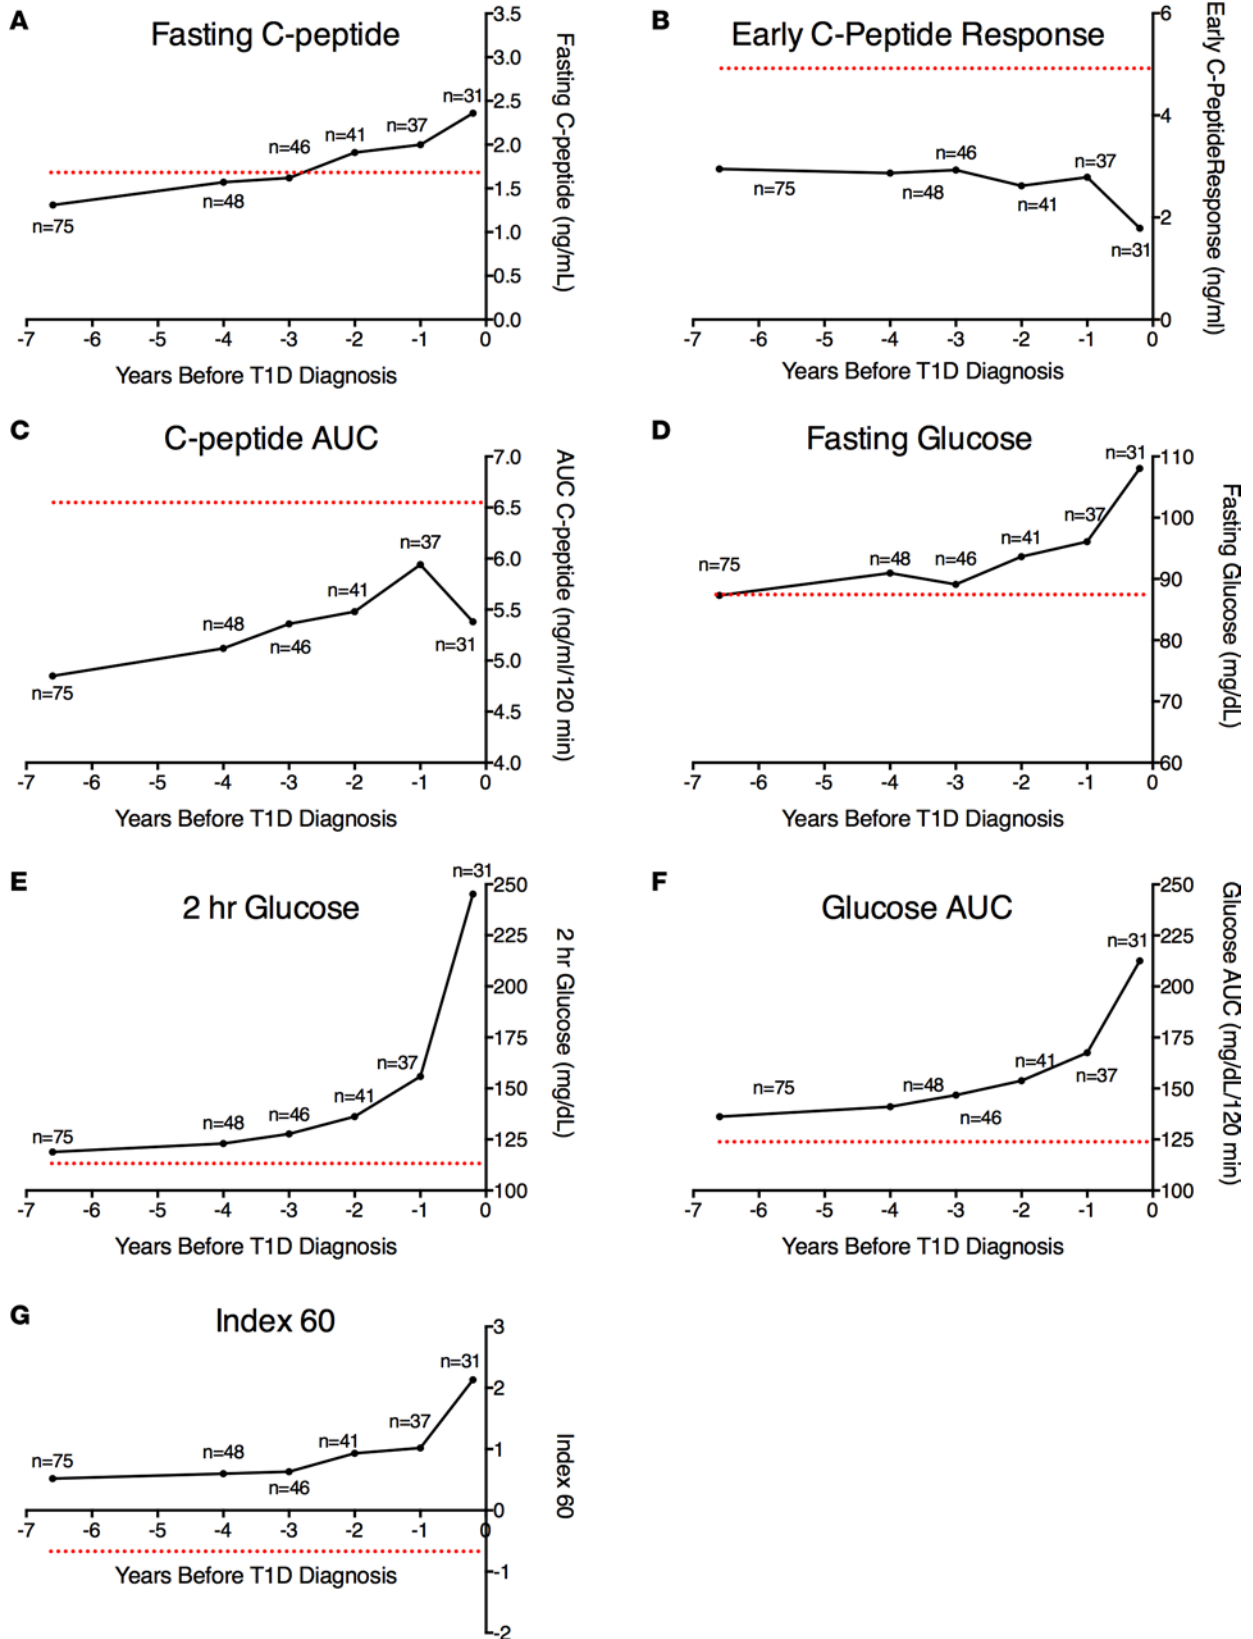 A
Fasting C-peptide
3.5
3.0
2.5
2.0
1.5
1.0
0.5
0.0
Fasting C-peptide (ng/mL)
n=75
n=48
n=46
n=41
n=37
n=31
-7 -6 -5 -4 -3 -2 -1 0
Years Before T1D Diagnosis
B
Early C-Peptide Response
6
4
2
0
Early C-PeptideResponse (ng/ml)
n=75
n=48
n=46
n=41
n=37
n=31
-7 -6 -5 -4 -3 -2 -1 0
Years Before T1D Diagnosis
C
C-peptide AUC
7.0
6.5
6.0
5.5
5.0
4.5
4.0
AUC C-peptide (ng/ml/120 min)
n=75
n=48
n=46
n=41
n=37
n=31
-7 -6 -5 -4 -3 -2 -1 0
Years Before T1D Diagnosis
D
Fasting Glucose
110
100
90
80
70
60
Fasting Glucose (mg/dL)
n=75
n=48
n=46
n=41
n=37
n=31
-7 -6 -5 -4 -3 -2 -1 0
Years Before T1D Diagnosis
E
2 hr Glucose
250
225
200
175
150
125
100
2 hr Glucose (mg/dL)
n=75
n=48
n=46
n=41
n=37
n=31
-7 -6 -5 -4 -3 -2 -1 0
Years Before T1D Diagnosis
F
Glucose AUC
250
225
200
175
150
125
100
Glucose AUC (mg/dL/120 min)
n=75
n=48
n=46
n=41
n=37
n=31
-7 -6 -5 -4 -3 -2 -1 0
Years Before T1D Diagnosis
G
Index 60
3
2
1
0
-1
-2
Index 60
n=75
n=48
n=46
n=41
n=37
n=31
-7 -6 -5 -4 -3 -2 -1 0
Years Before T1D Diagnosis